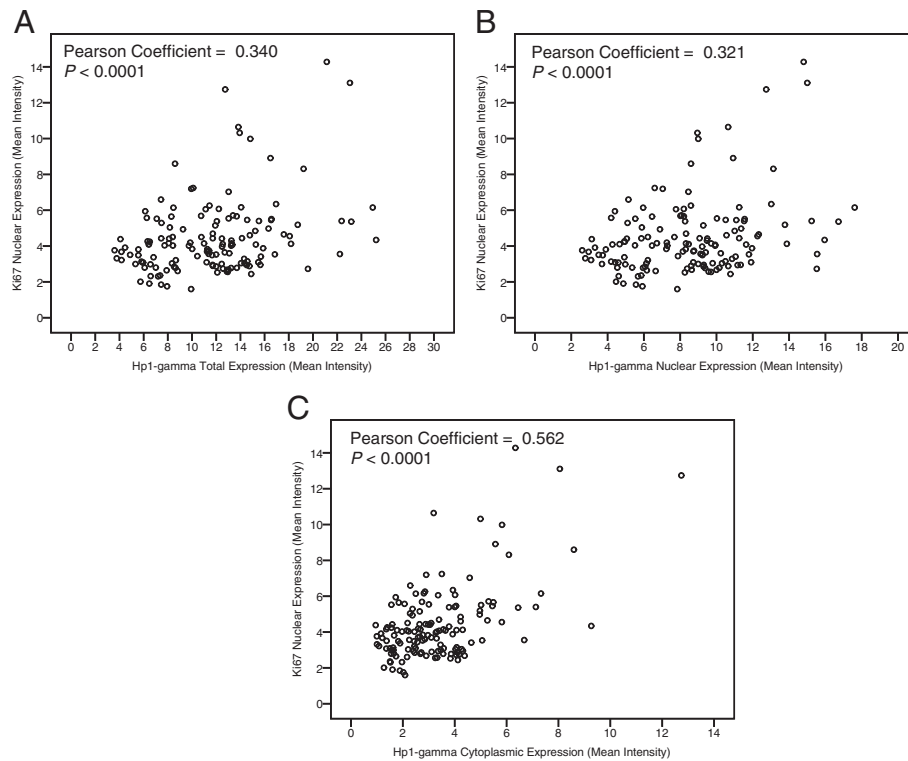 A
Pearson Coefficient = 0.340
P < 0.0001
Ki67 Nuclear Expression (Mean Intensity)
14
12
10
8
6
4
2
0
0 2 4 6 8 10 12 14 16 18 20 22 24 26 28 30
Hp1-gamma Total Expression (Mean Intensity)
B
Pearson Coefficient = 0.321
P < 0.0001
Ki67 Nuclear Expression (Mean Intensity)
14
12
10
8
6
4
2
0
0 2 4 6 8 10 12 14 16 18 20
Hp1-gamma Nuclear Expression (Mean Intensity)
C
Pearson Coefficient = 0.562
P < 0.0001
Ki67 Nuclear Expression (Mean Intensity)
14
12
10
8
6
4
2
0
0 2 4 6 8 10 12 14
Hp1-gamma Cytoplasmic Expression (Mean Intensity)